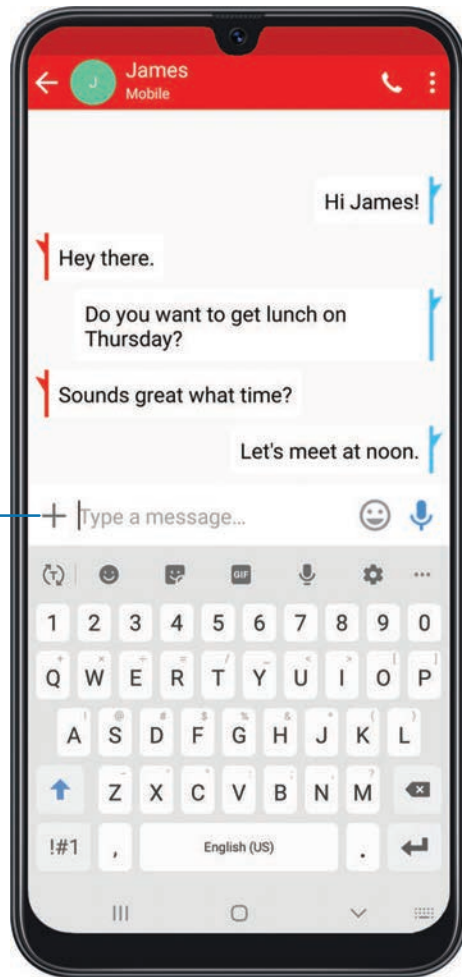 J
James
Mobile
Hi James!
Hey there.
Do you want to get lunch on
Thursday?
Sounds great what time?
Let's meet at noon.
Type a message...
T GIF
1 2 3 4 5 6 7 8 9 0
Q W E R T Y U I O P
A S D F G H J K L
Z X C V B N M
!#1 , English (US) .